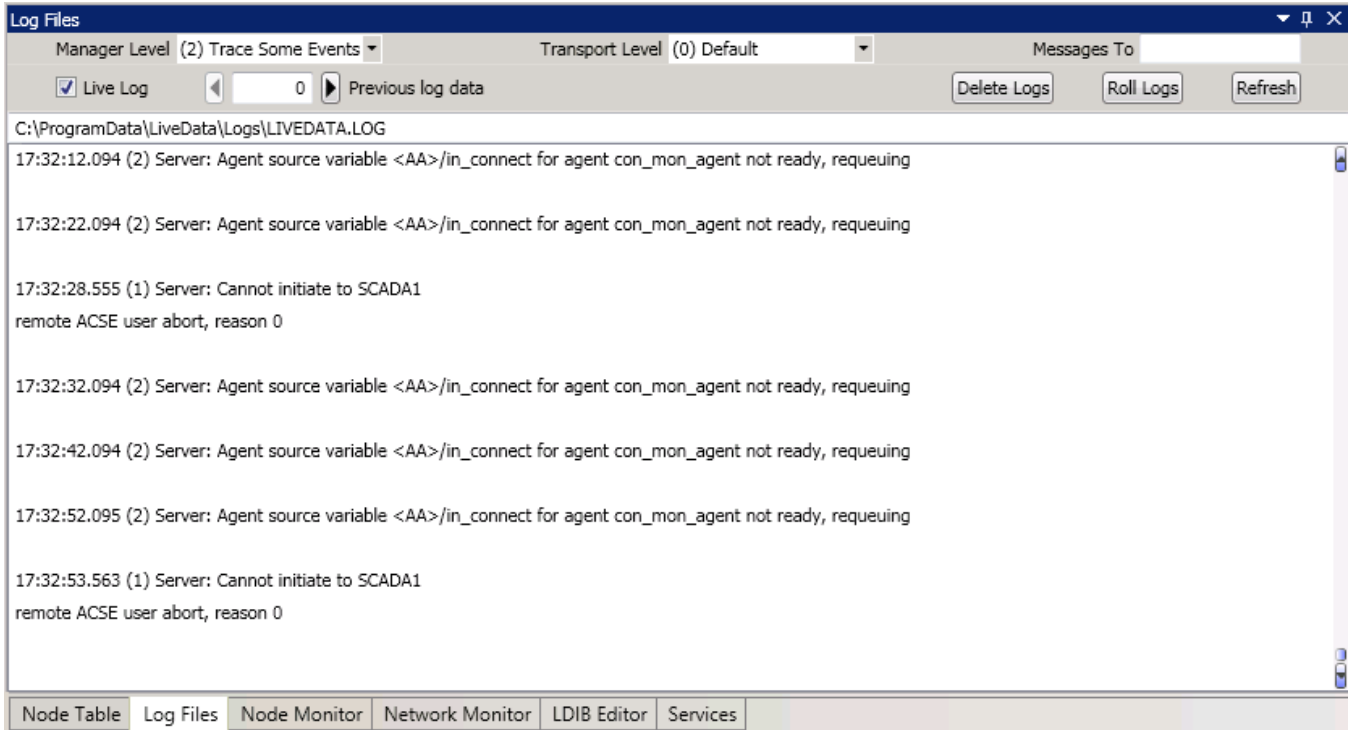 Log Files
Manager Level (2) Trace Some Events Transport Level (0) Default Messages To
Live Log 0 Previous log data Delete Logs Roll Logs Refresh
C:\ProgramData\LiveData\Logs\LIVEDATA.LOG
17:32:12.094 (2) Server: Agent source variable <AA>/in_connect for agent con_mon_agent not ready, requeuing
17:32:22.094 (2) Server: Agent source variable <AA>/in_connect for agent con_mon_agent not ready, requeuing
17:32:28.555 (1) Server: Cannot initiate to SCADA1
remote ACSE user abort, reason 0
17:32:32.094 (2) Server: Agent source variable <AA>/in_connect for agent con_mon_agent not ready, requeuing
17:32:42.094 (2) Server: Agent source variable <AA>/in_connect for agent con_mon_agent not ready, requeuing
17:32:52.095 (2) Server: Agent source variable <AA>/in_connect for agent con_mon_agent not ready, requeuing
17:32:53.563 (1) Server: Cannot initiate to SCADA1
remote ACSE user abort, reason 0
Node Table Log Files Node Monitor Network Monitor LDIB Editor Services